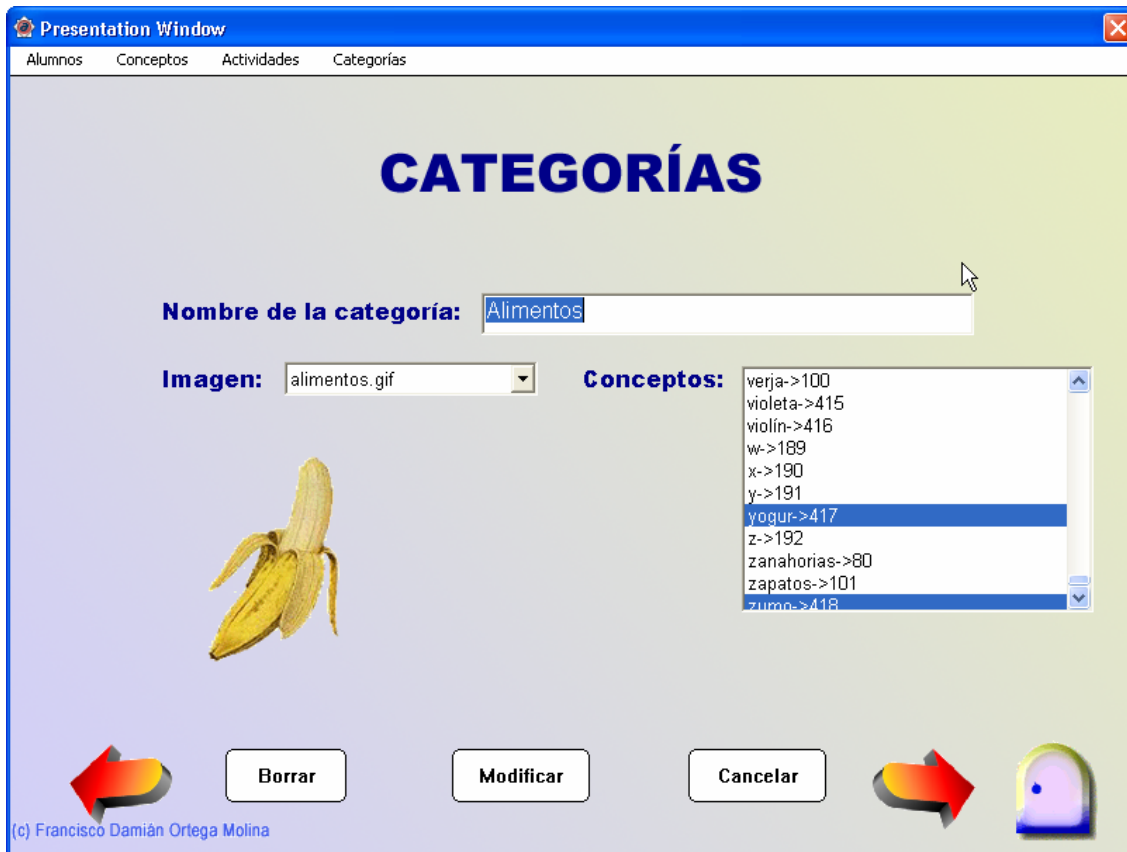 Presentation Window
Alumnos Conceptos Actividades Categorías
CATEGORÍAS
Nombre de la categoría: Alimentos
Imagen: alimentos.gif Conceptos:
verja->100
violeta->415
violín->416
w->189
x->190
y->191
yogur->417
z->192
zanahorias->80
zapatos->101
zumo->418
Borrar Modificar Cancelar
(c) Francisco Damián Ortega Molina